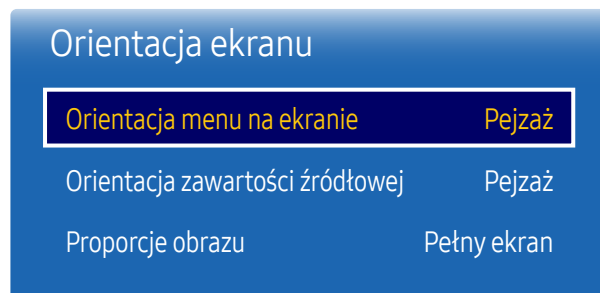 Orientacja ekranu
Orientacja menu na ekranie Pejzaż
Orientacja zawartości źródłowej Pejzaż
Proporcje obrazu Pełny ekran